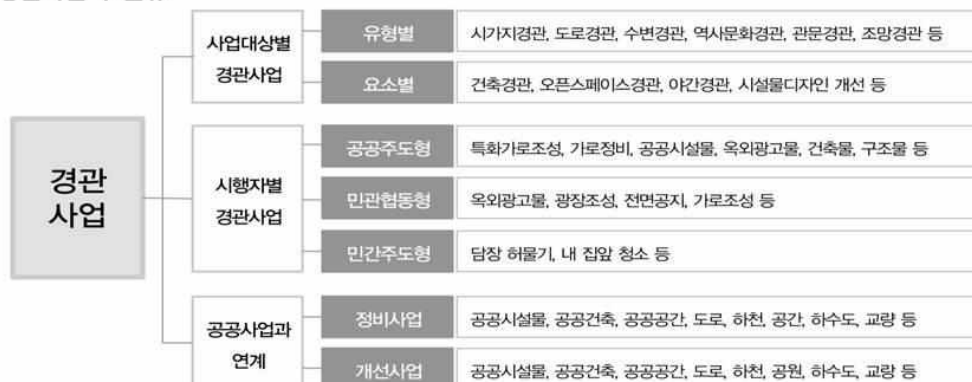 사업대상별
경관사업
유형별
시가지경관, 도로경관, 수변경관, 역사문화경관, 관문경관, 조망경관 등
요소별
건축경관, 오픈스페이스경관, 야간경관, 시설물디자인 개선 등
경관
사업
시행자별
경관사업
공공주도형
특화가로조성, 가로정비, 공공시설물, 옥외광고물, 건축물, 구조물 등
민관협동형
옥외광고물, 광장조성, 전면공지, 가로조성 등
민간주도형
담장 허물기, 내 집앞 청소 등
공공사업과
연계
정비사업
공공시설물, 공공건축, 공공공간, 도로, 하천, 공간, 하수도, 교량 등
개선사업
공공시설물, 공공건축, 공공공간, 도로, 하천, 공원, 하수도, 교량 등